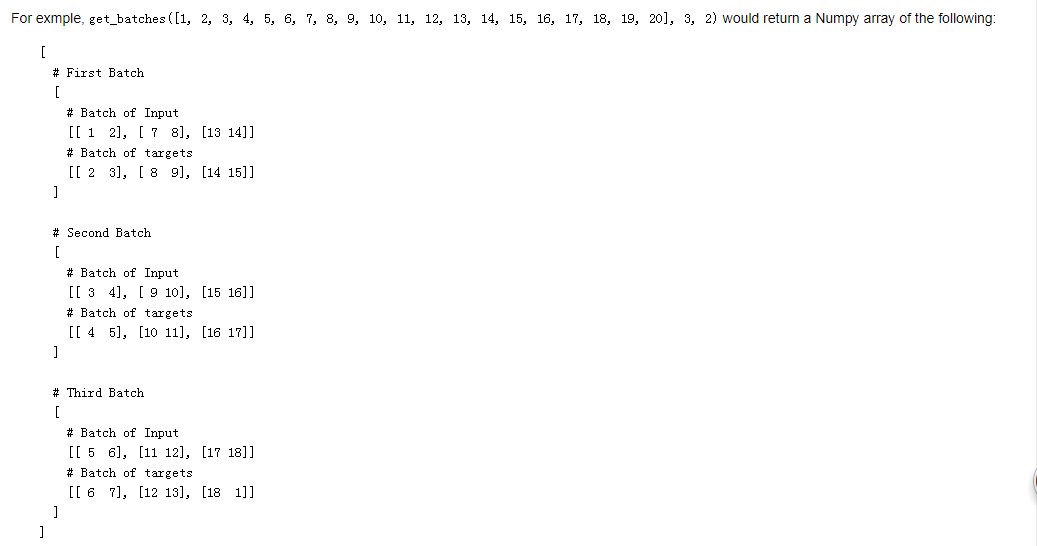 For exmple, get_batches([1, 2, 3, 4, 5, 6, 7, 8, 9, 10, 11, 12, 13, 14, 15, 16, 17, 18, 19, 20], 3, 2) would return a Numpy array of the following:
[
# First Batch
[
# Batch of Input
[[ 1 2], [ 7 8], [13 14]]
# Batch of targets
[[ 2 3], [ 8 9], [14 15]]
]
# Second Batch
[
# Batch of Input
[[ 3 4], [ 9 10], [15 16]]
# Batch of targets
[[ 4 5], [10 11], [16 17]]
]
# Third Batch
[
# Batch of Input
[[ 5 6], [11 12], [17 18]]
# Batch of targets
[[ 6 7], [12 13], [18 1]]
]
]